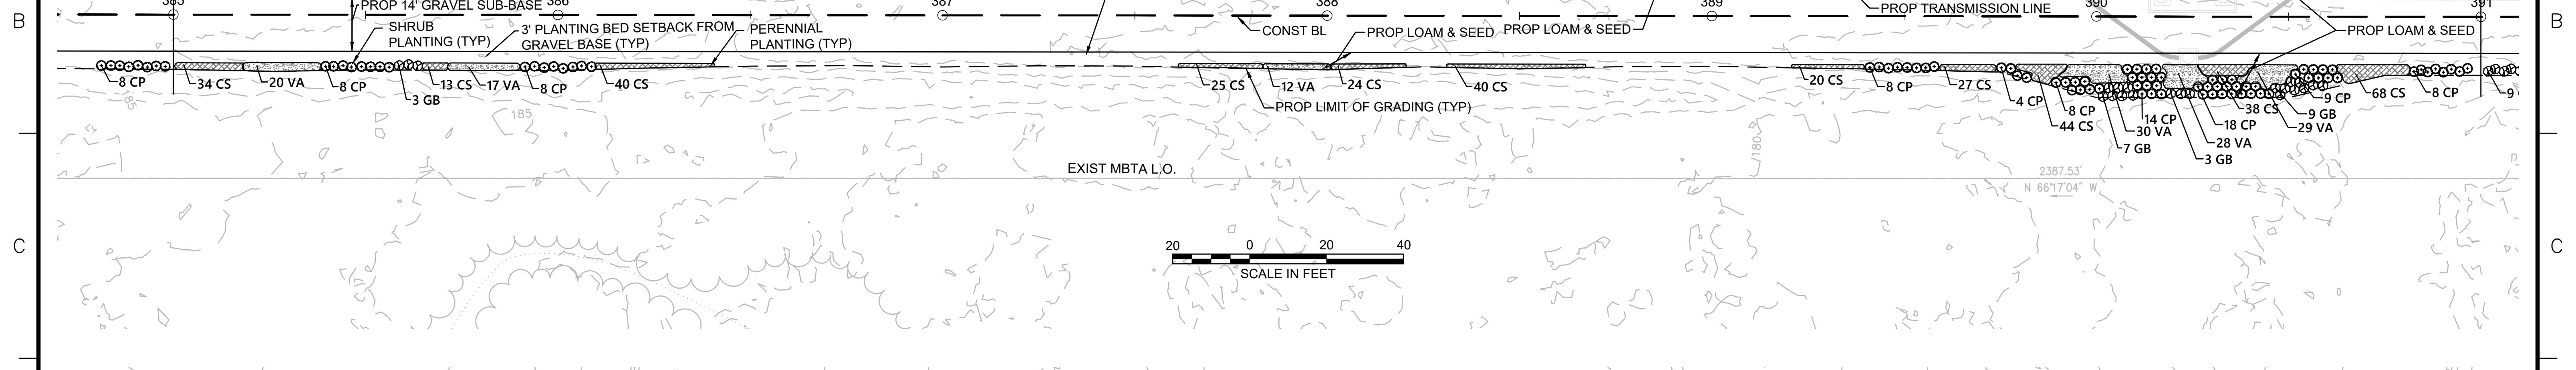 385
386
387
388
389
390
391
B
B
PROP 14' GRAVEL SUB-BASE
SHRUB
PLANTING (TYP)
3' PLANTING BED SETBACK FROM
GRAVEL BASE (TYP)
PERENNIAL
PLANTING (TYP)
CONST BL
PROP LOAM & SEED
PROP LOAM & SEED
PROP TRANSMISSION LINE
PROP LOAM & SEED
8 CP
34 CS
20 VA
8 CP
3 GB
13 CS
17 VA
8 CP
40 CS
25 CS
12 VA
24 CS
40 CS
PROP LIMIT OF GRADING (TYP)
20 CS
8 CP
27 CS
4 CP
8 CP
44 CS
14 CP
30 VA
7 GB
18 CP
28 VA
3 GB
38 CS
9 CP
9 GB
29 VA
68 CS
8 CP
9
85
185
180
EXIST MBTA L.O.
2387.53'
N 66°17'04" W
C
C
20 0 20 40
SCALE IN FEET